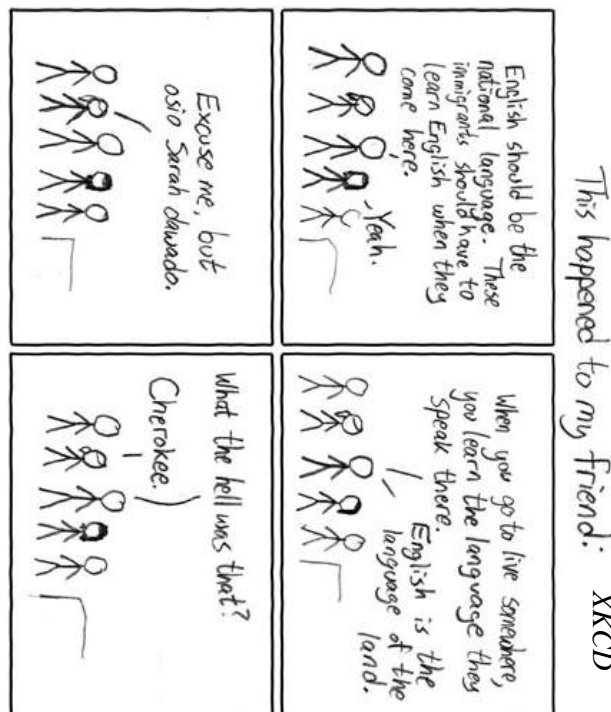 This happened to my friend:
XKCD
English should be the
national language. These
immigrants should have to
learn English when they
come here.
Yeah.
When you go to live somewhere,
you learn the language they
speak there.
English is the
language of the
land.
Excuse me, but
osio Sarah dawado.
What the hell was that?
Cherokee.